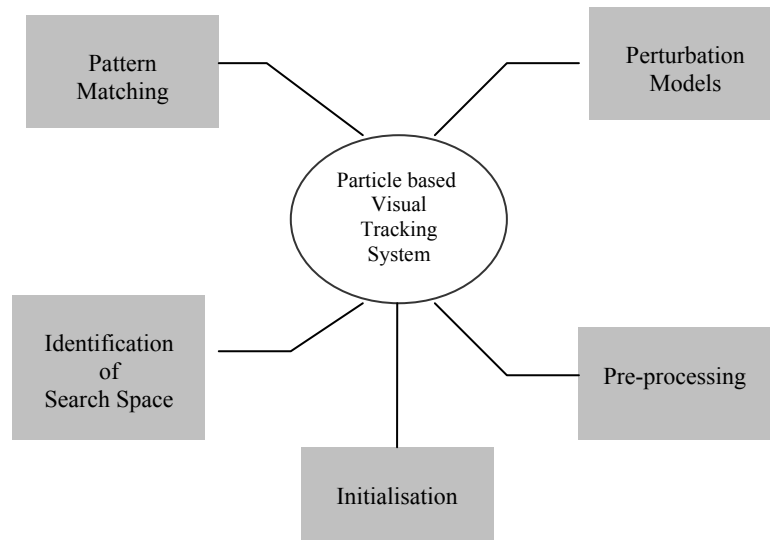 Pattern
Matching
Perturbation
Models
Particle based
Visual
Tracking
System
Identification
of
Search Space
Pre-processing
Initialisation